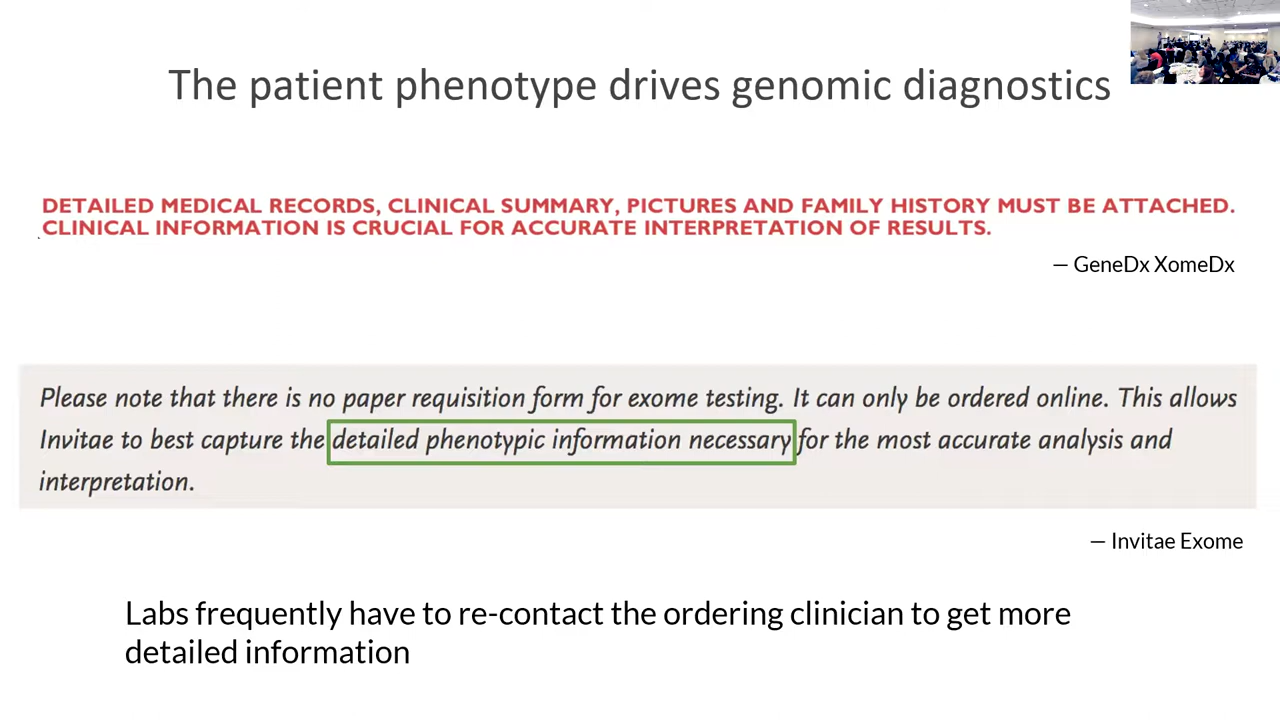 The patient phenotype drives genomic diagnostics
DETAILED MEDICAL RECORDS, CLINICAL SUMMARY, PICTURES AND FAMILY HISTORY MUST BE ATTACHED.
CLINICAL INFORMATION IS CRUCIAL FOR ACCURATE INTERPRETATION OF RESULTS.
— GeneDx XomeDx
Please note that there is no paper requisition form for exome testing. It can only be ordered online. This allows
Invitae to best capture the detailed phenotypic information necessary for the most accurate analysis and
interpretation.
— Invitae Exome
Labs frequently have to re-contact the ordering clinician to get more
detailed information